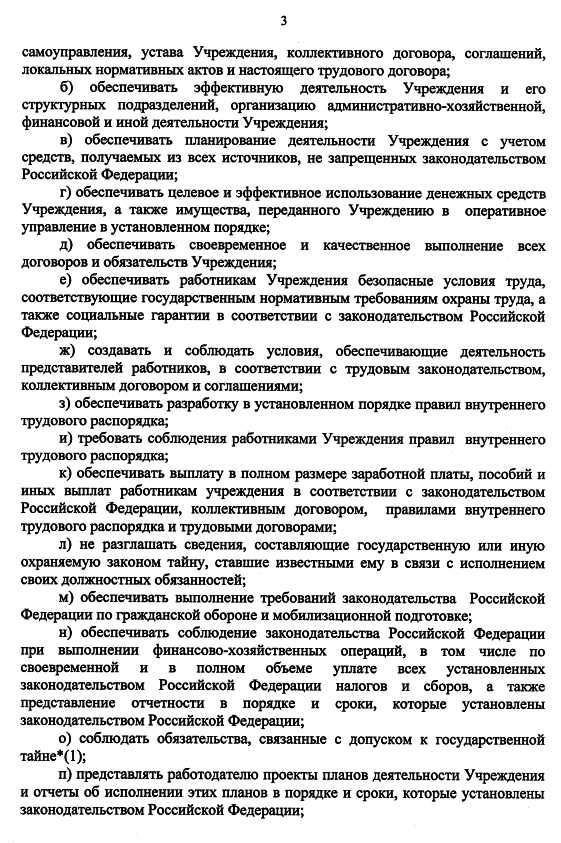 3
самоуправления, устава Учреждения, коллективного договора, соглашений,
локальных нормативных актов и настоящего трудового договора;
б) обеспечивать эффективную деятельность Учреждения и его
структурных подразделений, организацию административно-хозяйственной,
финансовой и иной деятельности Учреждения;
в) обеспечивать планирование деятельности Учреждения с учетом
средств, получаемых из всех источников, не запрещенных законодательством
Российской Федерации;
г) обеспечивать целевое и эффективное использование денежных средств
Учреждения, а также имущества, переданного Учреждению в оперативное
управление в установленном порядке;
д) обеспечивать своевременное и качественное выполнение всех
договоров и обязательств Учреждения;
е) обеспечивать работникам Учреждения безопасные условия труда,
соответствующие государственным нормативным требованиям охраны труда, а
также социальные гарантии в соответствии с законодательством Российской
Федерации;
ж) создавать и соблюдать условия, обеспечивающие деятельность
представителей работников, в соответствии с трудовым законодательством,
коллективным договором и соглашениями;
з) обеспечивать разработку в установленном порядке правил внутреннего
трудового распорядка;
и) требовать соблюдения работниками Учреждения правил внутреннего
трудового распорядка;
к) обеспечивать выплату в полном размере заработной платы, пособий и
иных выплат работникам учреждения в соответствии с законодательством
Российской Федерации, коллективным договором, правилами внутреннего
трудового распорядка и трудовыми договорами;
л) не разглашать сведения, составляющие государственную или иную
охраняемую законом тайну, ставшие известными ему в связи с исполнением
своих должностных обязанностей;
м) обеспечивать выполнение требований законодательства Российской
Федерации по гражданской обороне и мобилизационной подготовке;
н) обеспечивать соблюдение законодательства Российской Федерации
при выполнении финансово-хозяйственных операций, в том числе по
своевременной и в полном объеме уплате всех установленных
законодательством Российской Федерации налогов и сборов, а также
представление отчетности в порядке и сроки, которые установлены
законодательством Российской Федерации;
о) соблюдать обязательства, связанные с допуском к государственной
тайне*(1);
п) представлять работодателю проекты планов деятельности Учреждения
и отчеты об исполнении этих планов в порядке и сроки, которые установлены
законодательством Российской Федерации;